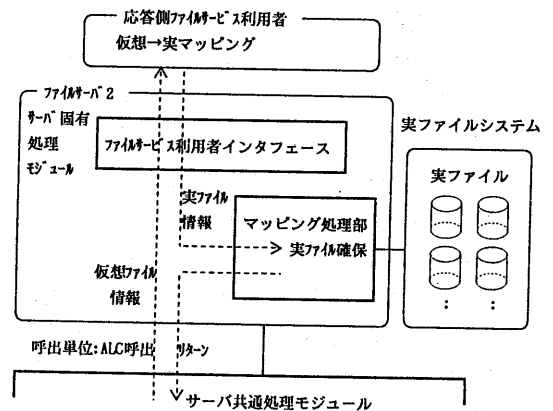 応答側ﾌｧｲﾙｻｰﾋﾞｽ利用者
仮想→実マッピング
ﾌｧｲﾙｻｰﾊﾞ2
ｻｰﾊﾞ固有
処理
ﾓｼﾞｭｰﾙ
ﾌｧｲﾙｻｰﾋﾞｽ利用者インタフェース
実ﾌｧｲﾙ
情報
マッピング処理部
実ﾌｧｲﾙ確保
仮想ﾌｧｲﾙ
情報
実ファイルシステム
実ファイル
: :
呼出単位:ALC呼出 ﾘﾀｰﾝ
サーバ共通処理モジュール